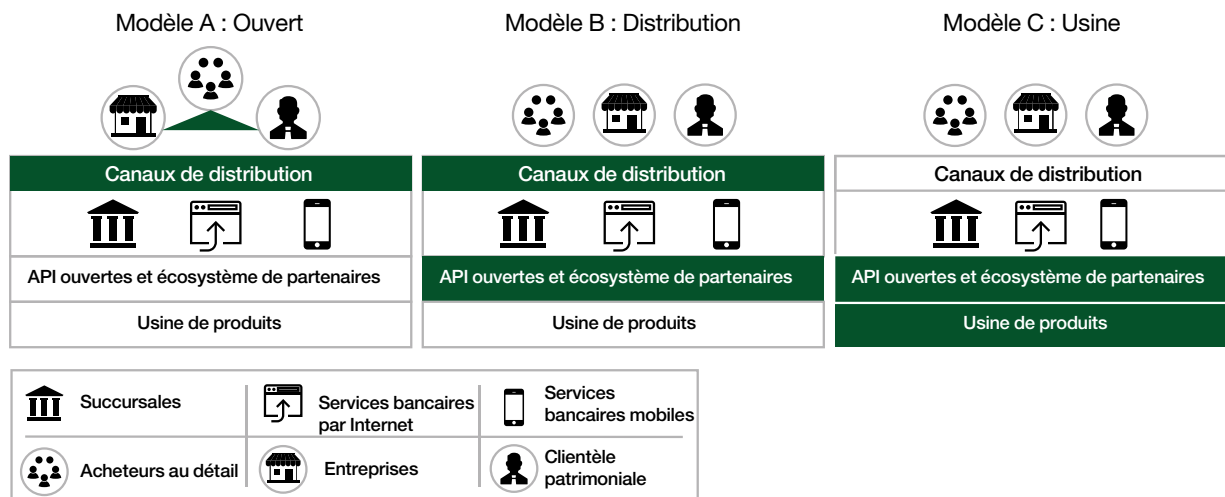 Modèle A : Ouvert
Modèle B : Distribution
Modèle C : Usine
Canaux de distribution
Canaux de distribution
Canaux de distribution
API ouvertes et écosystème de partenaires
API ouvertes et écosystème de partenaires
API ouvertes et écosystème de partenaires
Usine de produits
Usine de produits
Usine de produits
Succursales
Services bancaires
par Internet
Services
bancaires mobiles
Acheteurs au détail
Entreprises
Clientèle
patrimoniale